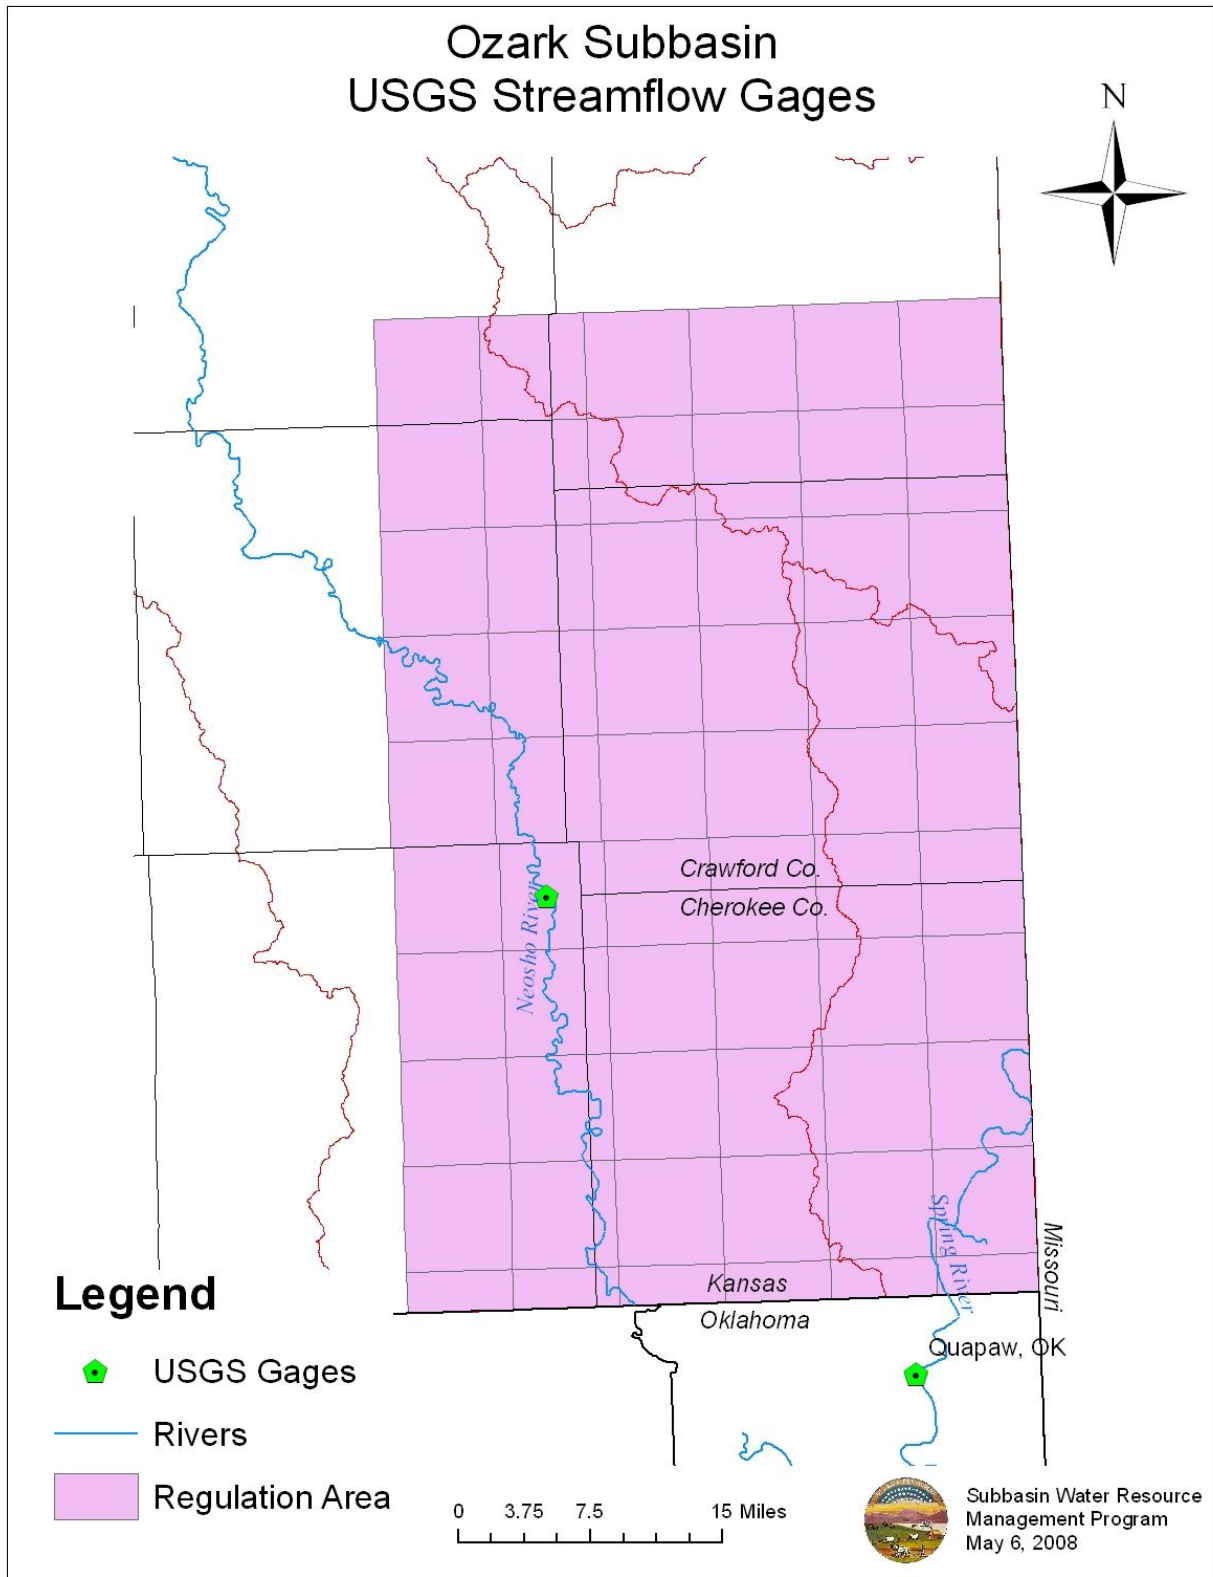 Ozark Subbasin
USGS Streamflow Gages
N
Crawford Co.
Cherokee Co.
Neosho River
Spring River
Missouri
Kansas
Oklahoma
Quapaw, OK
Legend
USGS Gages
Rivers
Regulation Area
0 3.75 7.5 15 Miles
Subbasin Water Resource
Management Program
May 6, 2008